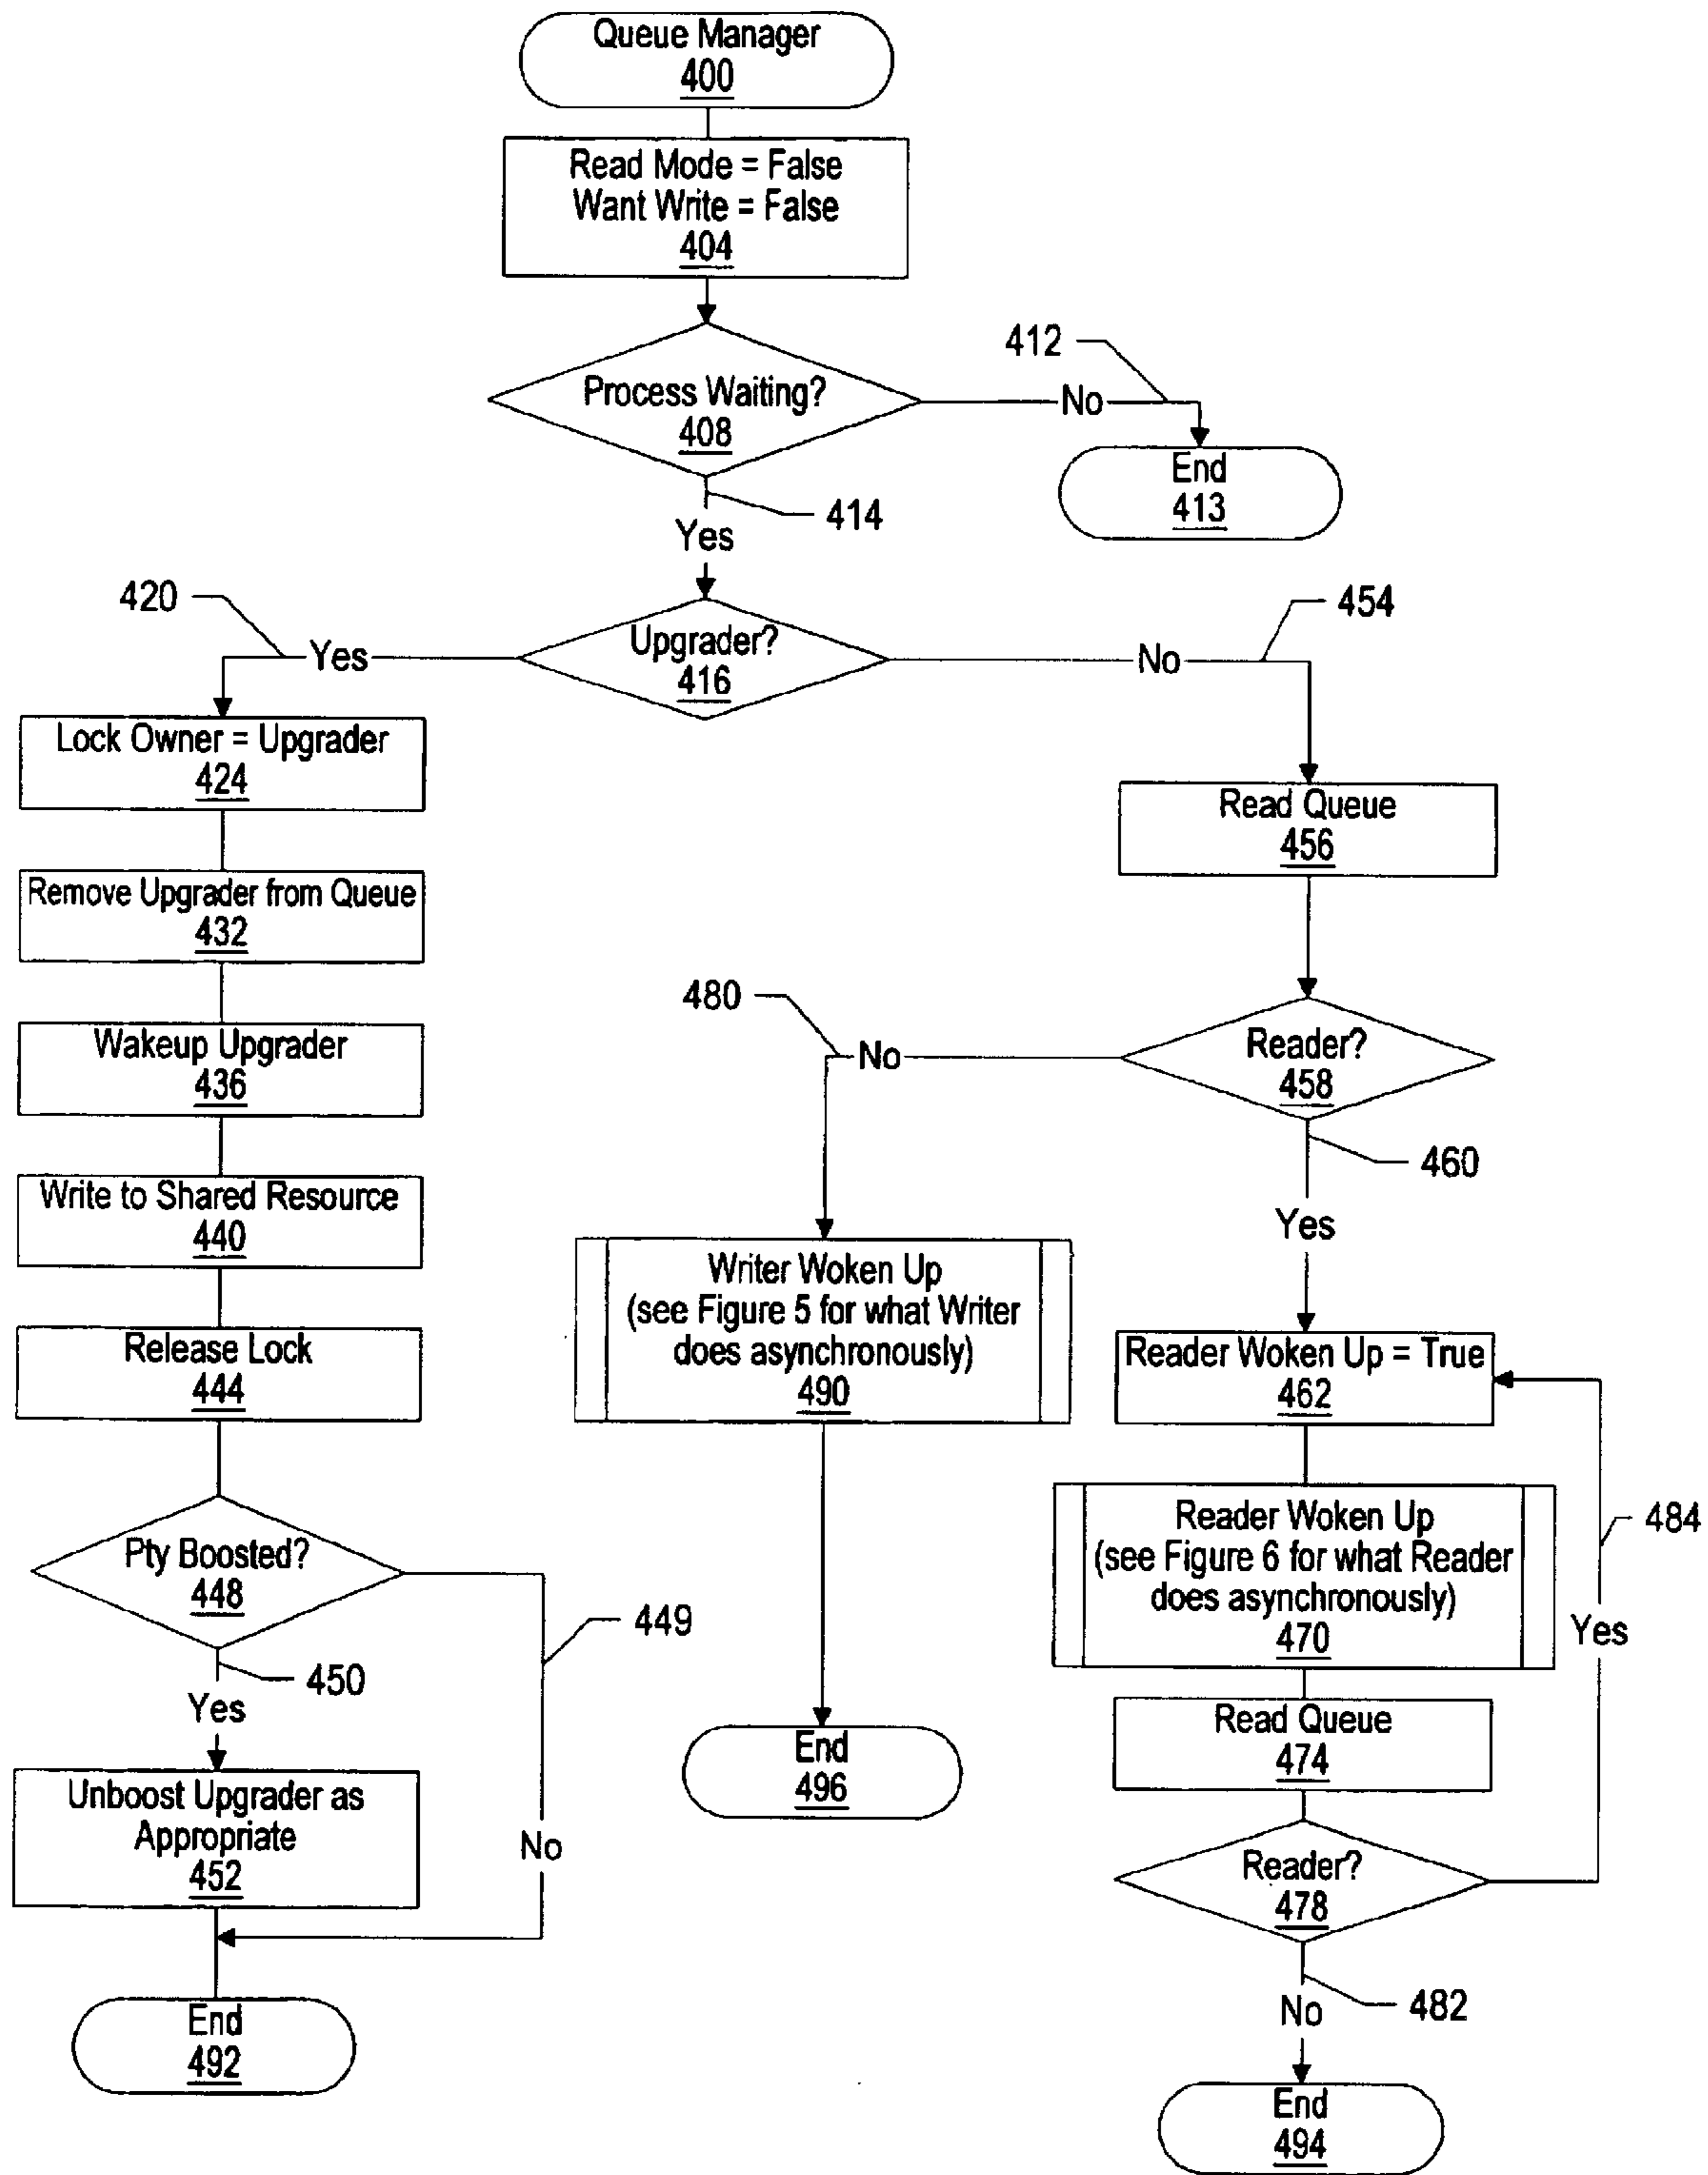 Queue Manager
400
Read Mode = False
Want Write = False
404
Process Waiting?
408
412
No
End
413
414
Yes
420
Yes
Upgrader?
416
No
454
Lock Owner = Upgrader
424
Remove Upgrader from Queue
432
Wakeup Upgrader
436
Write to Shared Resource
440
Release Lock
444
Pty Boosted?
448
449
450
Yes
No
Unboost Upgrader as
Appropriate
452
End
492
Read Queue
456
Reader?
458
480
No
460
Yes
Writer Woken Up
(see Figure 5 for what Writer
does asynchronously)
490
End
496
Reader Woken Up = True
462
Reader Woken Up
(see Figure 6 for what Reader
does asynchronously)
470
484
Yes
Read Queue
474
Reader?
478
482
No
End
494